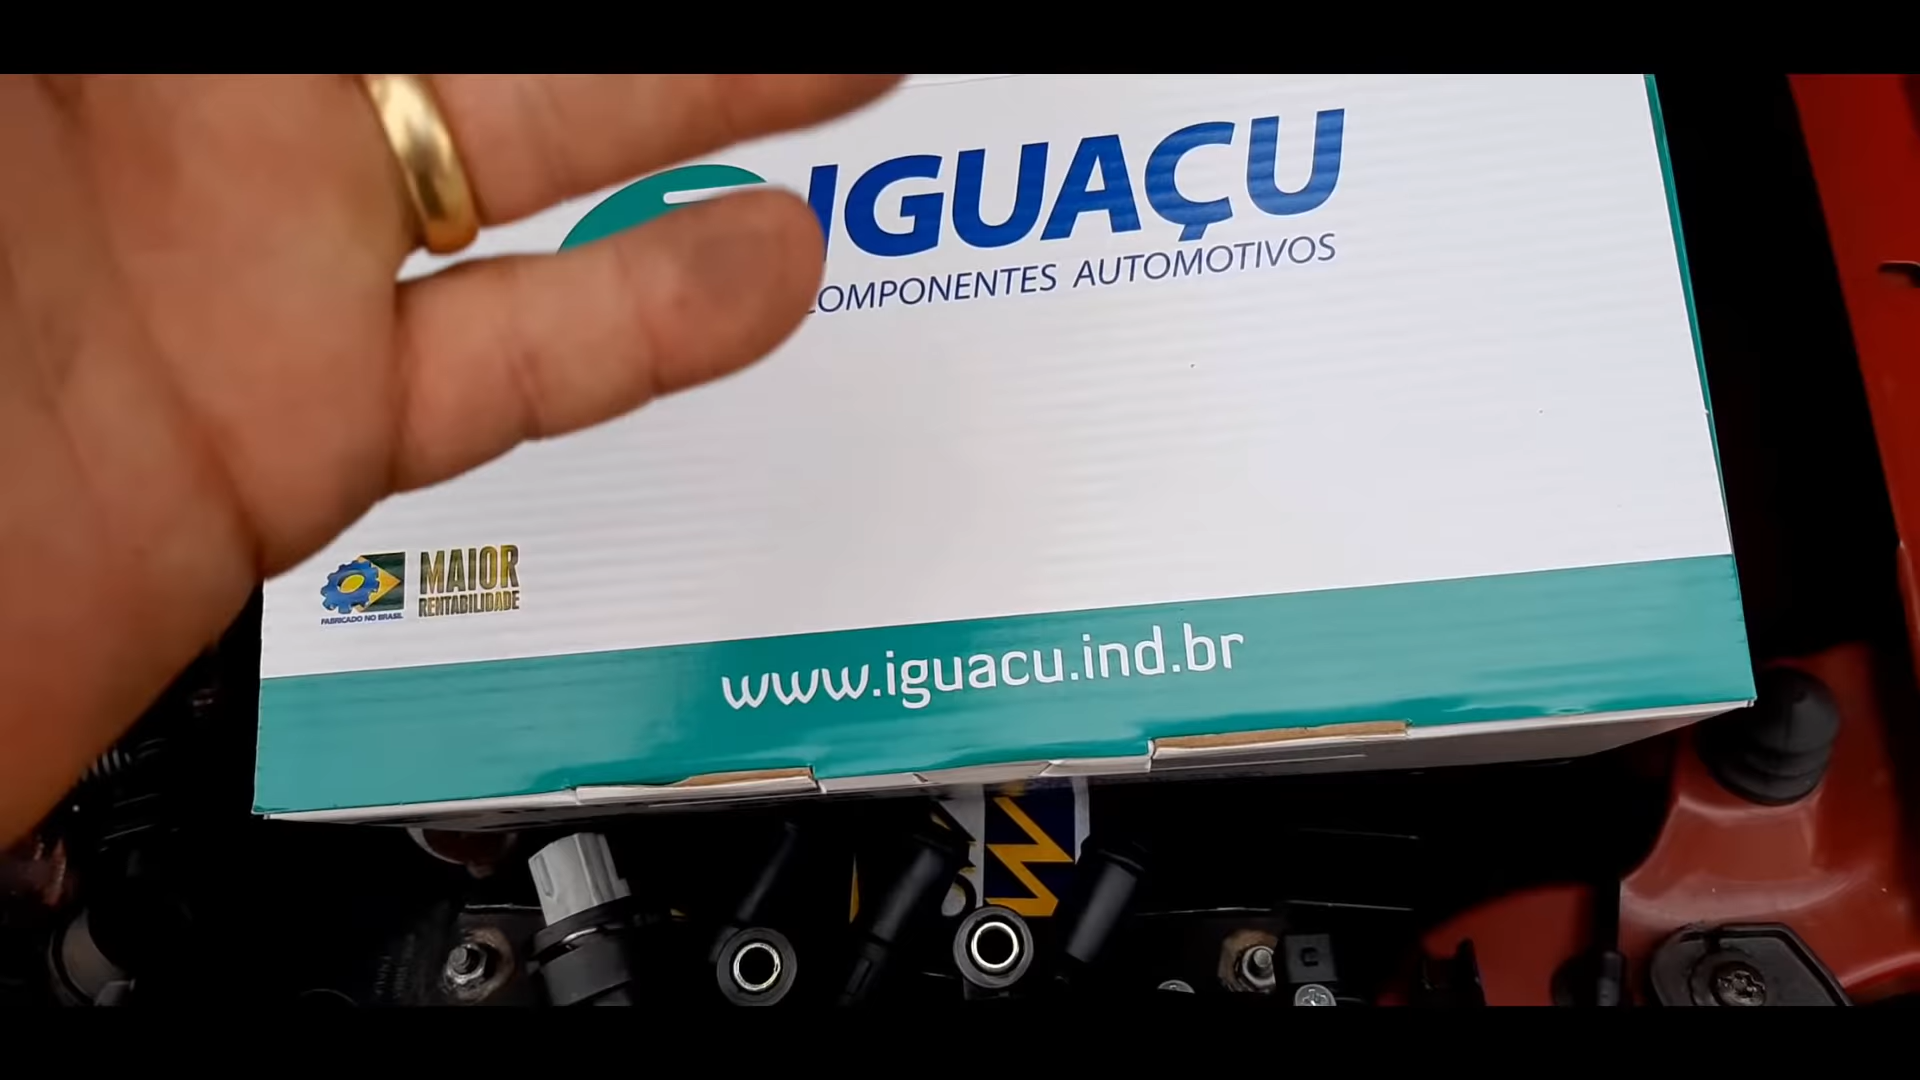 IGUAÇU
COMPONENTES AUTOMOTIVOS
MAIOR
RENTABILIDADE
FABRICADO NO BRASIL
www.iguacu.ind.br